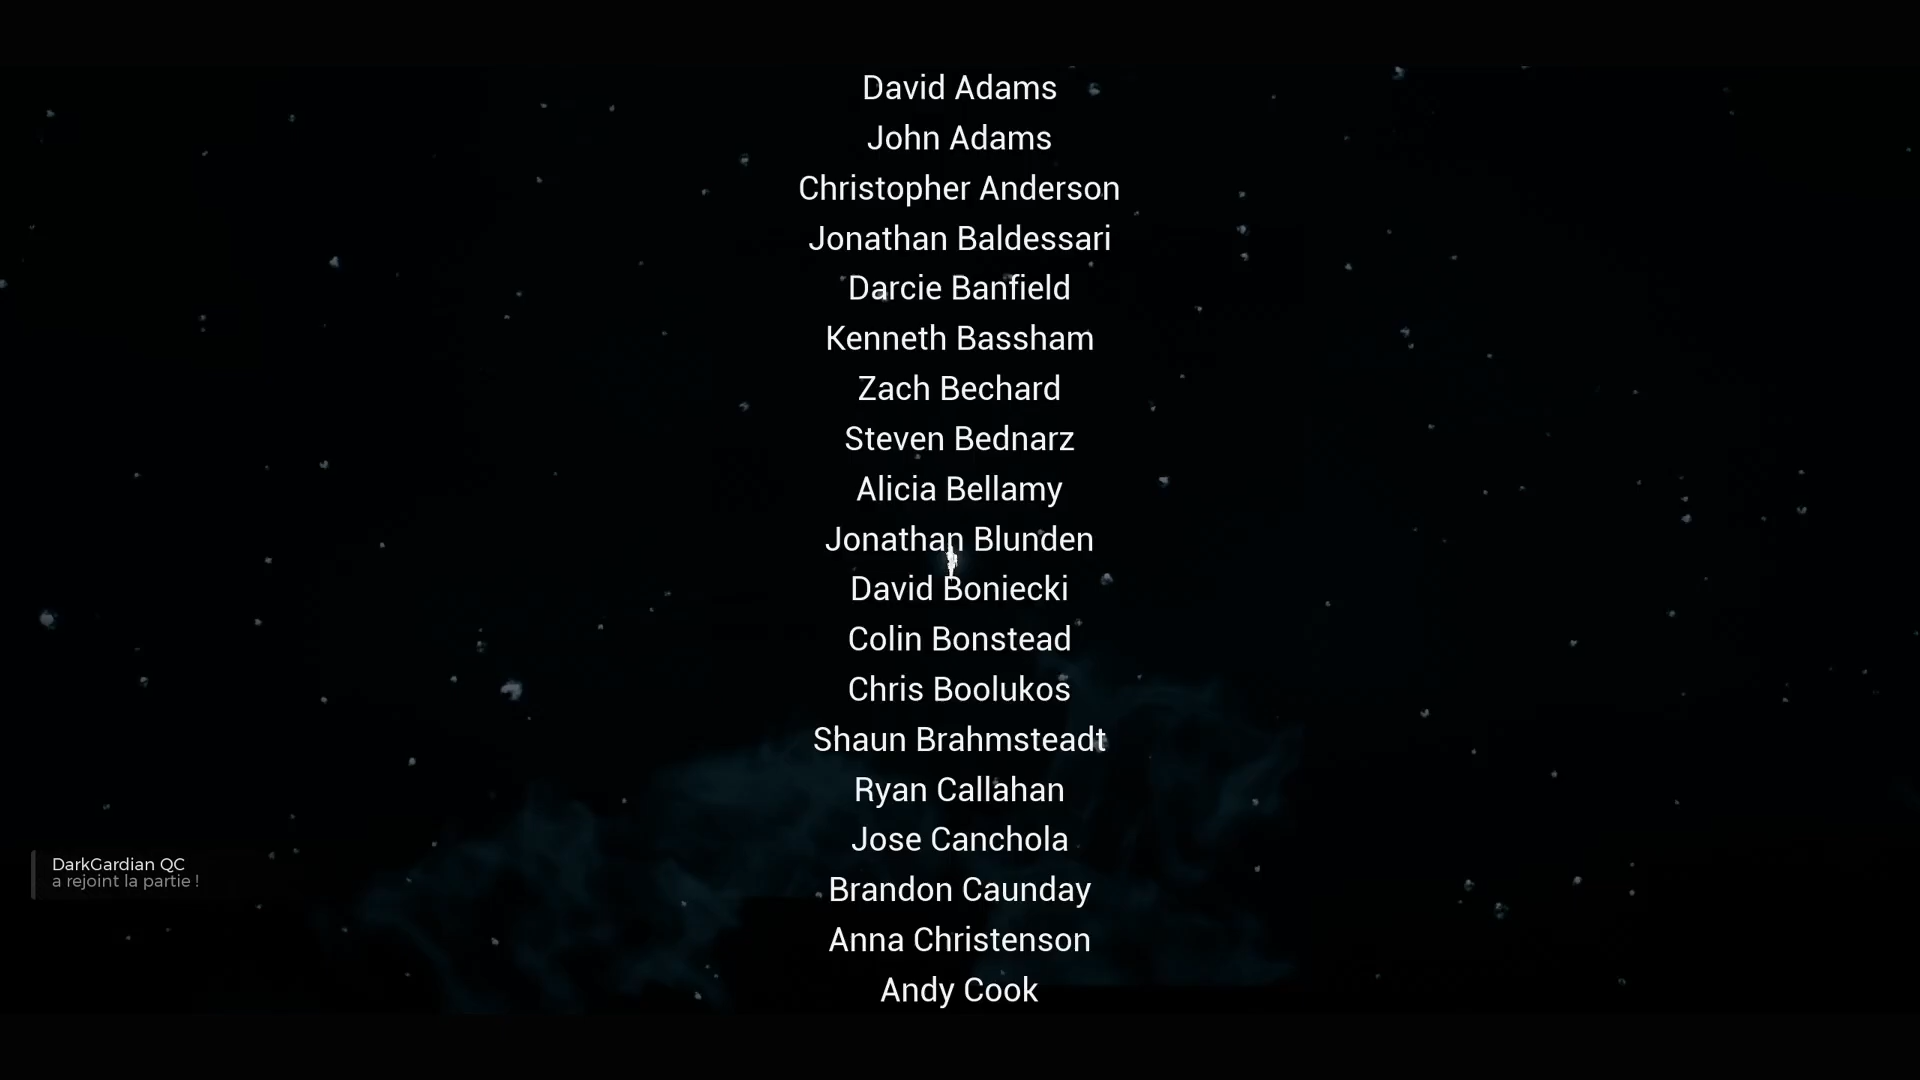 David Adams
John Adams
Christopher Anderson
Jonathan Baldessari
Darcie Banfield
Kenneth Bassham
Zach Bechard
Steven Bednarz
Alicia Bellamy
Jonathan Blunden
David Boniecki
Colin Bonstead
Chris Boolukos
Shaun Brahmsteadt
Ryan Callahan
Jose Canchola
Brandon Caunday
Anna Christenson
Andy Cook
DarkGardian QC
a rejoint la partie !